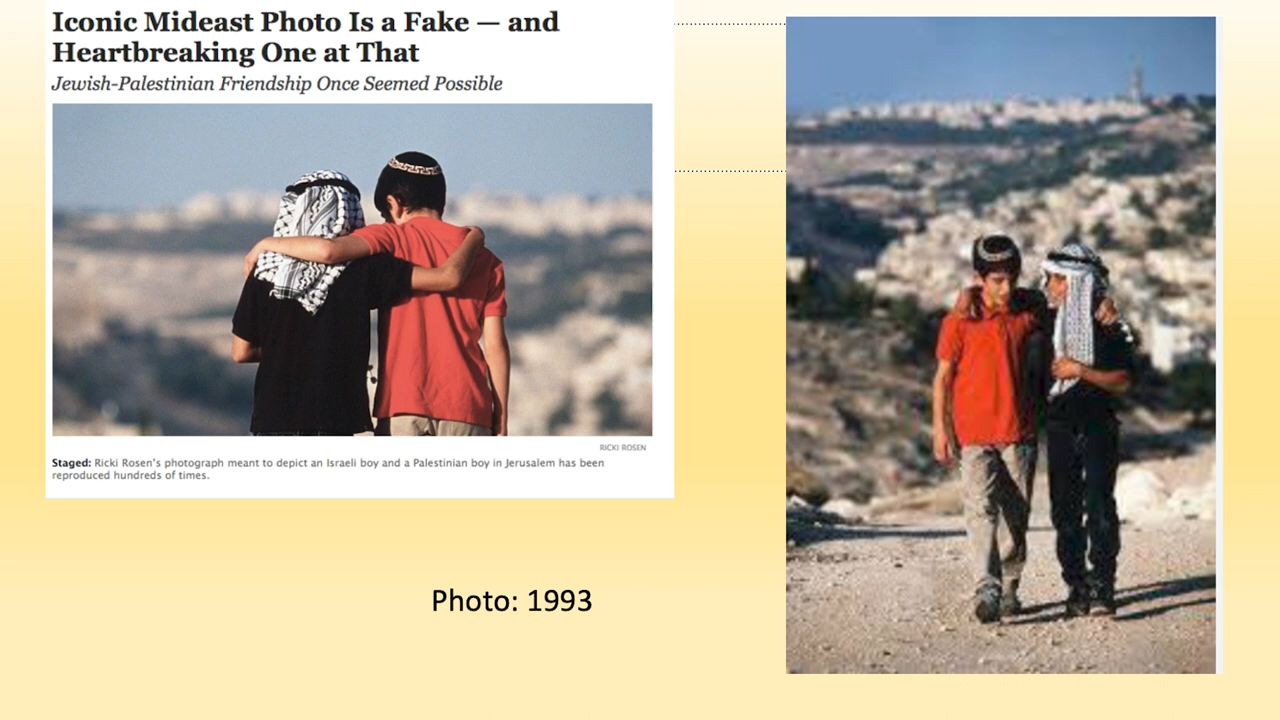 Iconic Mideast Photo Is a Fake — and
Heartbreaking One at That
Jewish-Palestinian Friendship Once Seemed Possible
RICKI ROSEN
Staged: Ricki Rosen's photograph meant to depict an Israeli boy and a Palestinian boy in Jerusalem has been
reproduced hundreds of times.
Photo: 1993